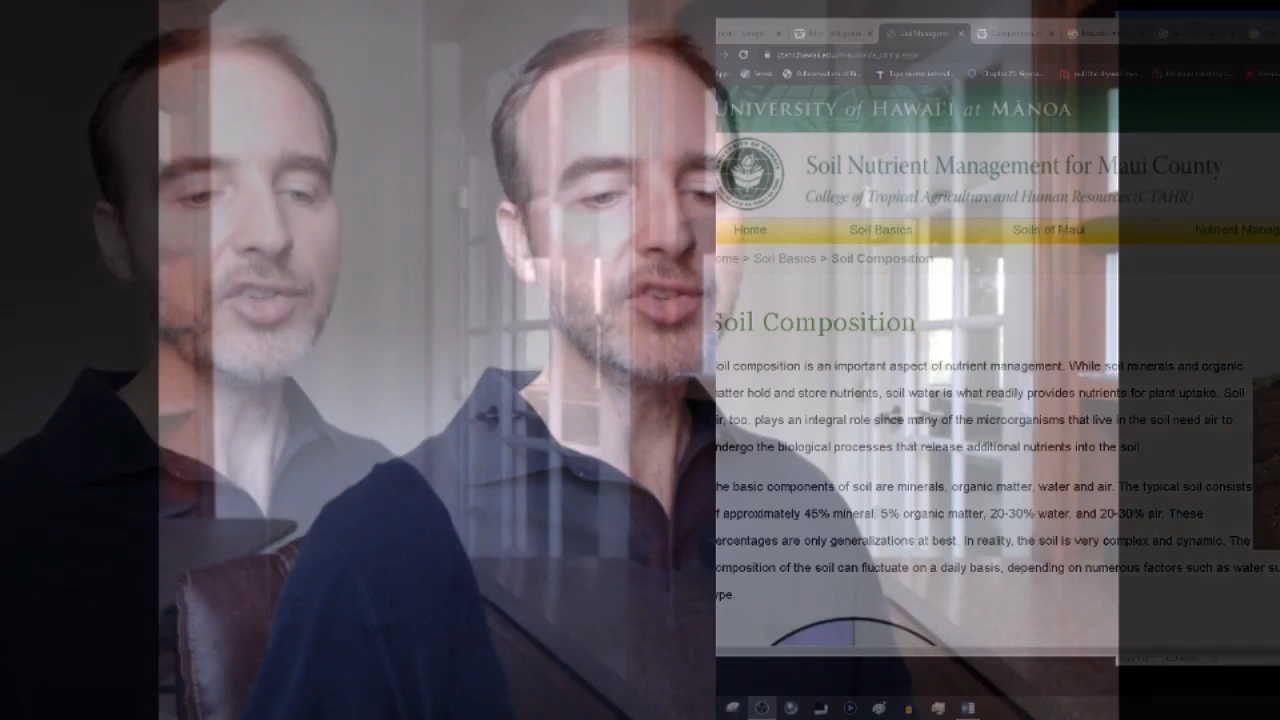 UNIVERSITY of HAWAI'I at MĀNOA
Soil Nutrient Management for Maui County
College of Tropical Agriculture and Human Resources (CTAHR)
Home Soil Basics Soils of Maui Nutrient Manag
ome > Soil Basics > Soil Composition
Soil Composition
oil composition is an important aspect of nutrient management. While soil minerals and organic
atter hold and store nutrients, soil water is what readily provides nutrients for plant uptake. Soil
ir, too, plays an integral role since many of the microorganisms that live in the soil need air to
ndergo the biological processes that release additional nutrients into the soil.
he basic components of soil are minerals, organic matter, water and air. The typical soil consists
f approximately 45% mineral, 5% organic matter, 20-30% water, and 20-30% air. These
ercentages are only generalizations at best. In reality, the soil is very complex and dynamic. The
omposition of the soil can fluctuate on a daily basis, depending on numerous factors such as water su
ype.